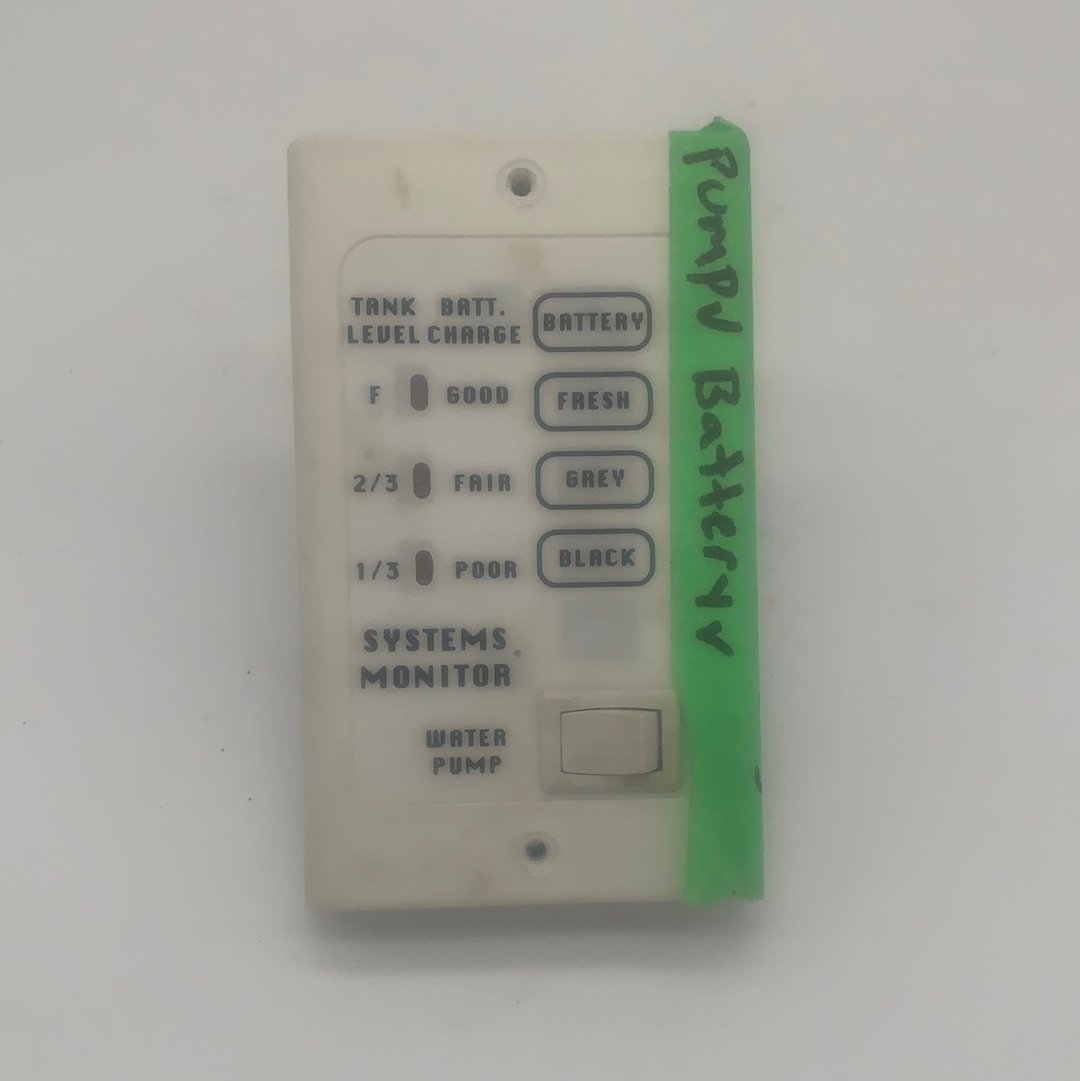 TANK BATT.
LEVEL CHARGE
BATTERY
F GOOD
FRESH
2/3 FAIR
GREY
1/3 POOR
BLACK
SYSTEMS
MONITOR
WATER
PUMP
Pump✓ Battery✓